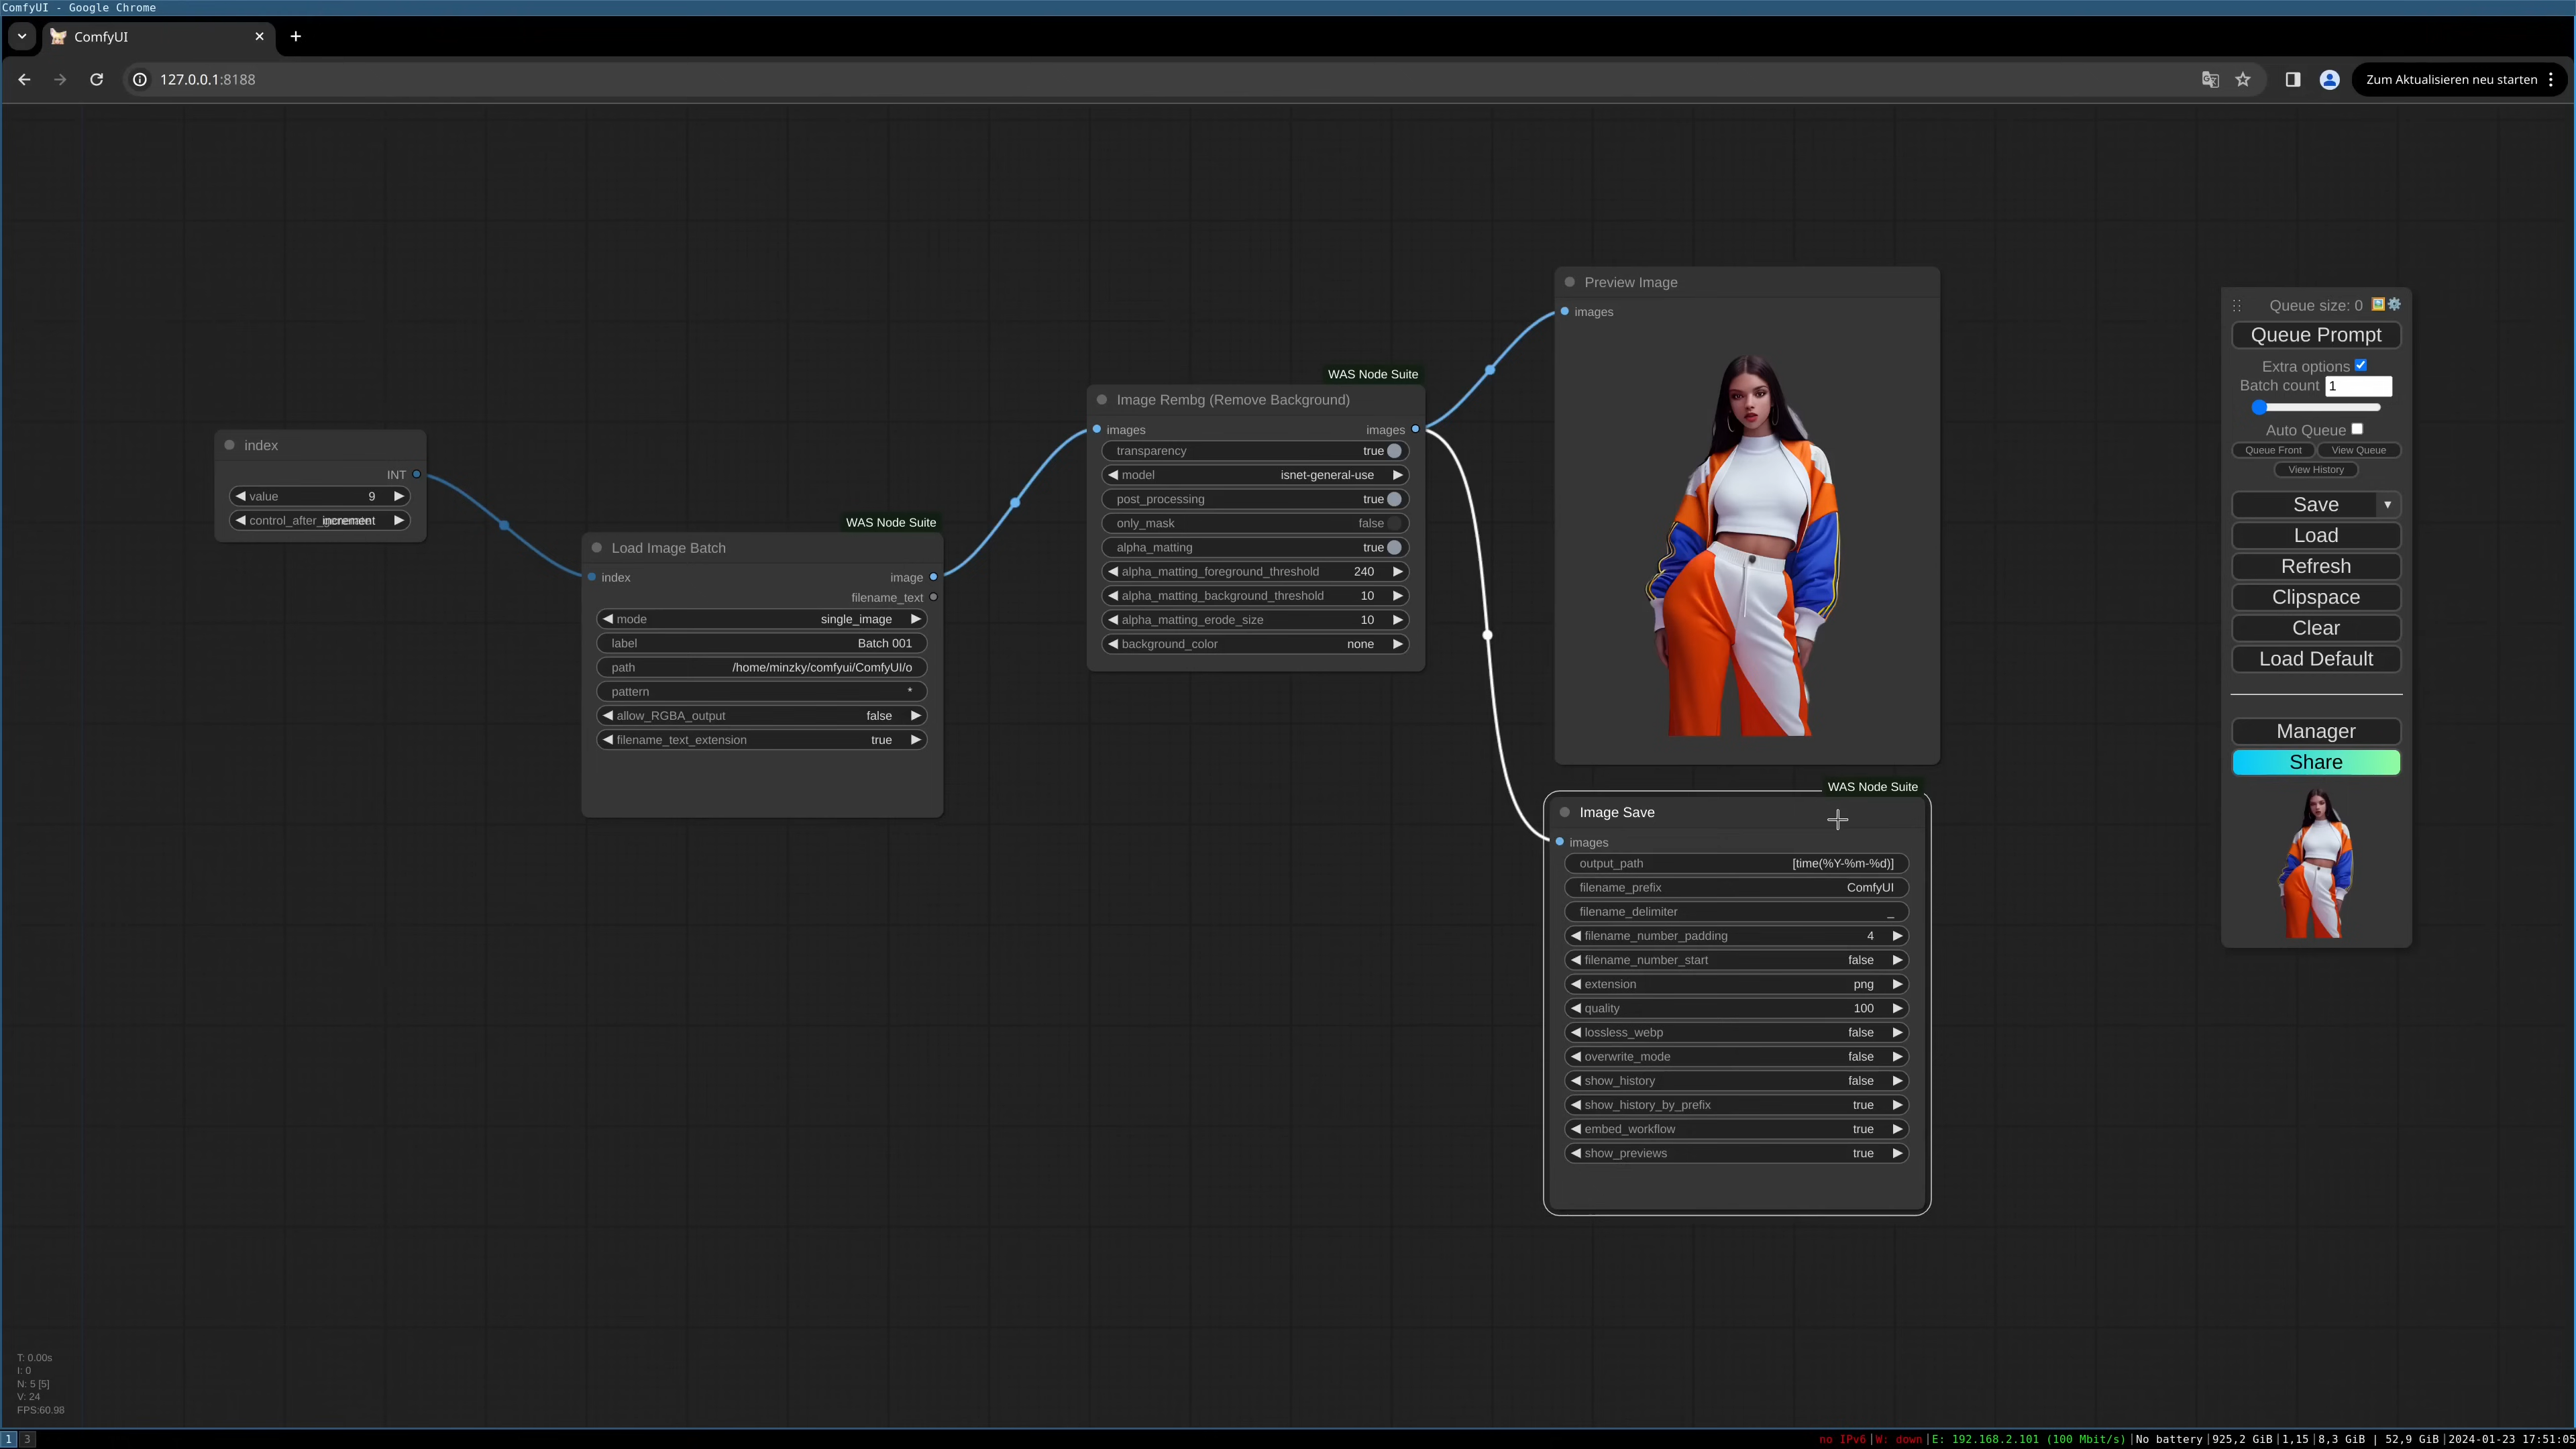 ComfyUI - Google Chrome
ComfyUI
127.0.0.1:8188
Zum Aktualisieren neu starten
index
INT
value 9
control_after_ increment
WAS Node Suite
Load Image Batch
index image
filename_text
mode single_image
label Batch 001
path /home/minzky/comfyui/ComfyUI/o
pattern *
allow_RGBA_output false
filename_text_extension true
WAS Node Suite
Image Rembg (Remove Background)
images images
transparency true
model isnet-general-use
post_processing true
only_mask false
alpha_matting true
alpha_matting_foreground_threshold 240
alpha_matting_background_threshold 10
alpha_matting_erode_size 10
background_color none
Preview Image
images
WAS Node Suite
Image Save
images
output_path [time(%Y-%m-%d)]
filename_prefix ComfyUI
filename_delimiter _
filename_number_padding 4
filename_number_start false
extension png
quality 100
lossless_webp false
overwrite_mode false
show_history false
show_history_by_prefix true
embed_workflow true
show_previews true
Queue size: 0
Queue Prompt
Extra options
Batch count 1
Auto Queue
Queue Front View Queue
View History
Save
Load
Refresh
Clipspace
Clear
Load Default
Manager
Share
T: 0.00s
I: 0
N: 5 [5]
V: 24
FPS:60.98
1 3
no IPv6|W: down|E: 192.168.2.101 (100 Mbit/s)|No battery|925,2 GiB|1,15|8,3 GiB | 52,9 GiB|2024-01-23 17:51:05